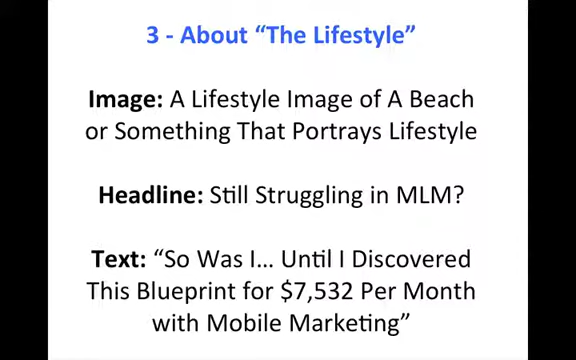 3 - About “The Lifestyle”
Image: A Lifestyle Image of A Beach
or Something That Portrays Lifestyle
Headline: Still Struggling in MLM?
Text: “So Was I… Until I Discovered
This Blueprint for $7,532 Per Month
with Mobile Marketing”